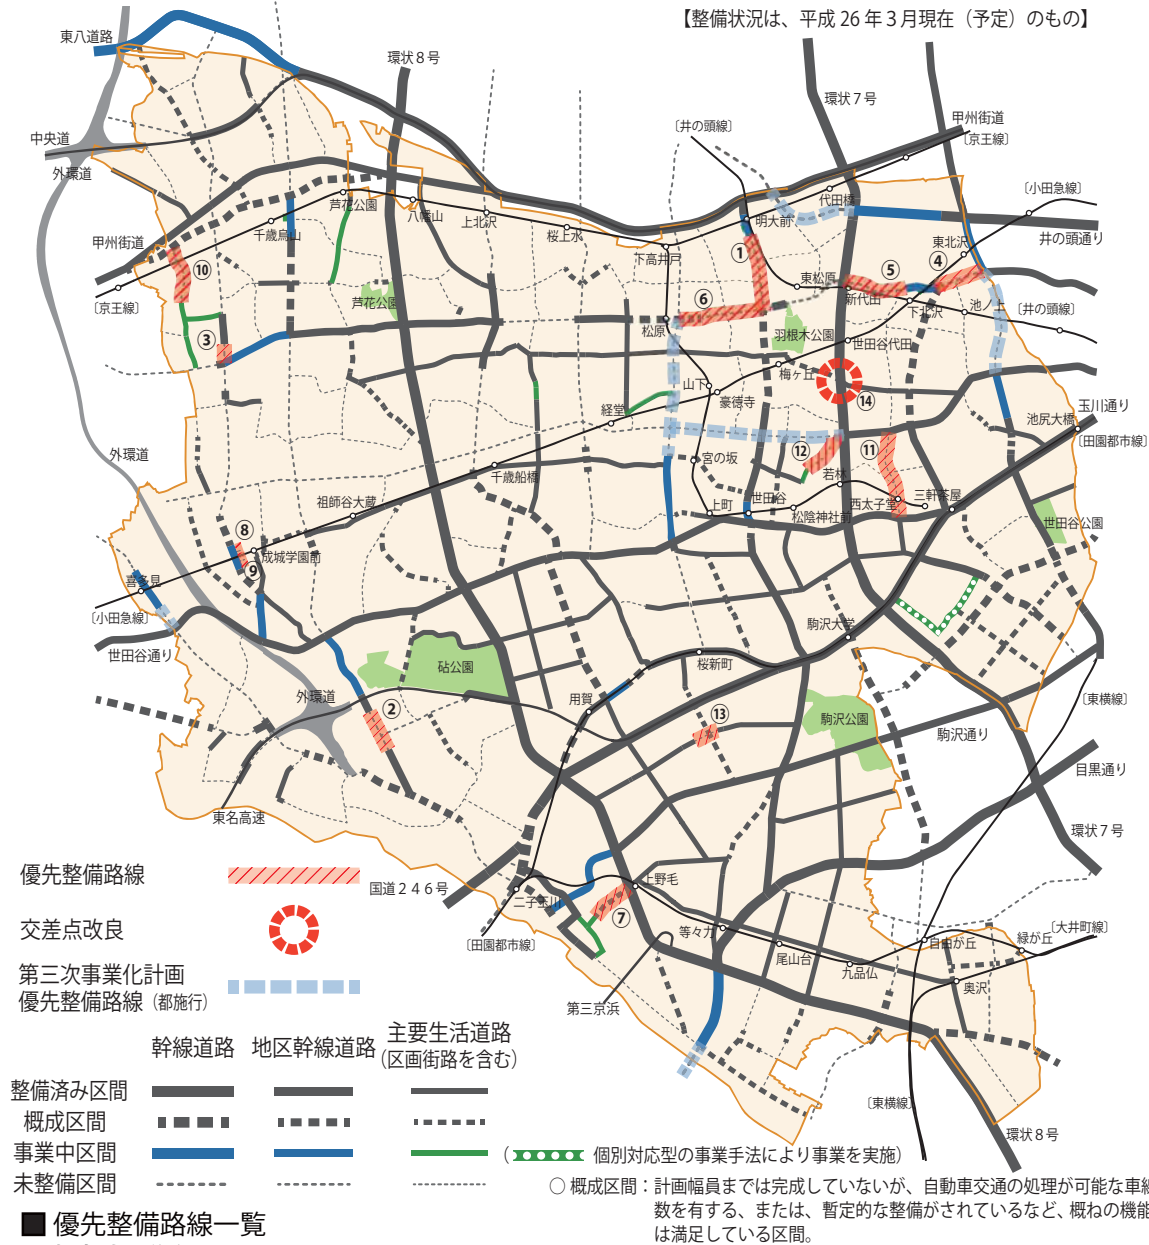 【整備状況は、平成 26 年 3 月現在（予定）のもの】
東八道路
環状８号
環状７号
中央道
外環道
〔井の頭線〕
甲州街道
〔京王線〕
〔小田急線〕
芦花公園
八幡山
上北沢
桜上水
代田橋
明大前
千歳烏山
甲州街道
下高井戸
東北沢
井の頭通り
⑩
①
⑤
④
東松原
〔京王線〕
芦花公園
⑥
新代田
下北沢
池ノ上
〔井の頭線〕
③
松原
羽根木公園
世田谷代田
山下
梅ヶ丘
豪徳寺
⑭
経堂
玉川通り
池尻大橋
〔田園都市線〕
外環道
⑫
⑪
宮の坂
若林
千歳船橋
祖師谷大蔵
上町
世田谷
松陰神社前
西太子堂
三軒茶屋
世田谷公園
⑧
成城学園前
⑨
喜多見
〔小田急線〕
世田谷通り
駒沢大学
砧公園
桜新町
外環道
用賀
②
⑬
駒沢公園
〔東横線〕
駒沢通り
目黒通り
環状７号
東名高速
優先整備路線
国道２４６号
二子玉川
上野毛
⑦
交差点改良
〔田園都市線〕
等々力
尾山台
九品仏
自由が丘
緑が丘
〔大井町線〕
奥沢
第三次事業化計画
優先整備路線（都施行）
第三京浜
幹線道路
地区幹線道路
主要生活道路
（区画街路を含む）
整備済み区間
概成区間
〔東横線〕
環状８号
事業中区間
（ 個別対応型の事業手法により事業を実施）
未整備区間
○ 概成区間：計画幅員までは完成していないが、自動車交通の処理が可能な車線
数を有する、または、暫定的な整備がされているなど、概ねの機能
は満足している区間。
■ 優先整備路線一覧